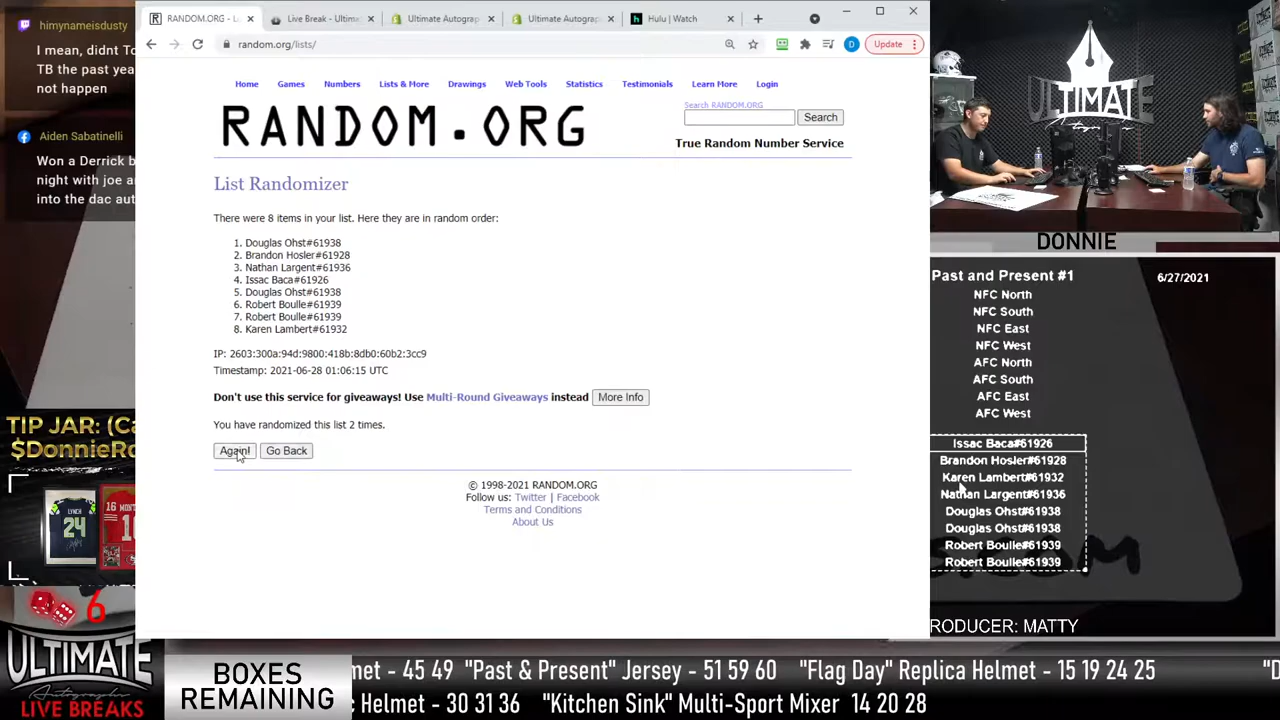 himynameisdusty
I mean, didnt To
TB the past yea
not happen
Aiden Sabatinelli
Won a Derrick b
night with joe a
into the dac aut
RANDOM.ORG - L
Live Break - Ultim
Ultimate Autograp
Ultimate Autograp
Hulu | Watch
random.org/lists/
D
Update
Home Games Numbers Lists & More Drawings Web Tools Statistics Testimonials Learn More Login
RANDOM.ORG
Search RANDOM.ORG
Search
True Random Number Service
List Randomizer
There were 8 items in your list. Here they are in random order:
1. Douglas Ohst#61938
2. Brandon Hosler#61928
3. Nathan Largent#61936
4. Issac Baca#61926
5. Douglas Ohst#61938
6. Robert Boulle#61939
7. Robert Boulle#61939
8. Karen Lambert#61932
IP: 2603:300a:94d:9800:418b:8db0:60b2:3cc9
Timestamp: 2021-06-28 01:06:15 UTC
Don't use this service for giveaways! Use Multi-Round Giveaways instead More Info
You have randomized this list 2 times.
Again! Go Back
© 1998-2021 RANDOM.ORG
Follow us: Twitter | Facebook
Terms and Conditions
About Us
ULTIMATE
Autographs
DONNIE
Past and Present #1 6/27/2021
NFC North
NFC South
NFC East
NFC West
AFC North
AFC South
AFC East
AFC West
Issac Baca#61926
Brandon Hosler#61928
Karen Lambert#61932
Nathan Largent#61936
Douglas Ohst#61938
Douglas Ohst#61938
Robert Boulle#61939
Robert Boulle#61939
RODUCER: MATTY
TIP JAR: (Ca
$DonnieRo
LYNCH
24
16 MONT
6
ULTIMATE
Autographs
LIVE BREAKS
BOXES
REMAINING
met - 45 49 "Past & Present" Jersey - 51 59 60 "Flag Day" Replica Helmet - 15 19 24 25 "D
c Helmet - 30 31 36 "Kitchen Sink" Multi-Sport Mixer 14 20 28